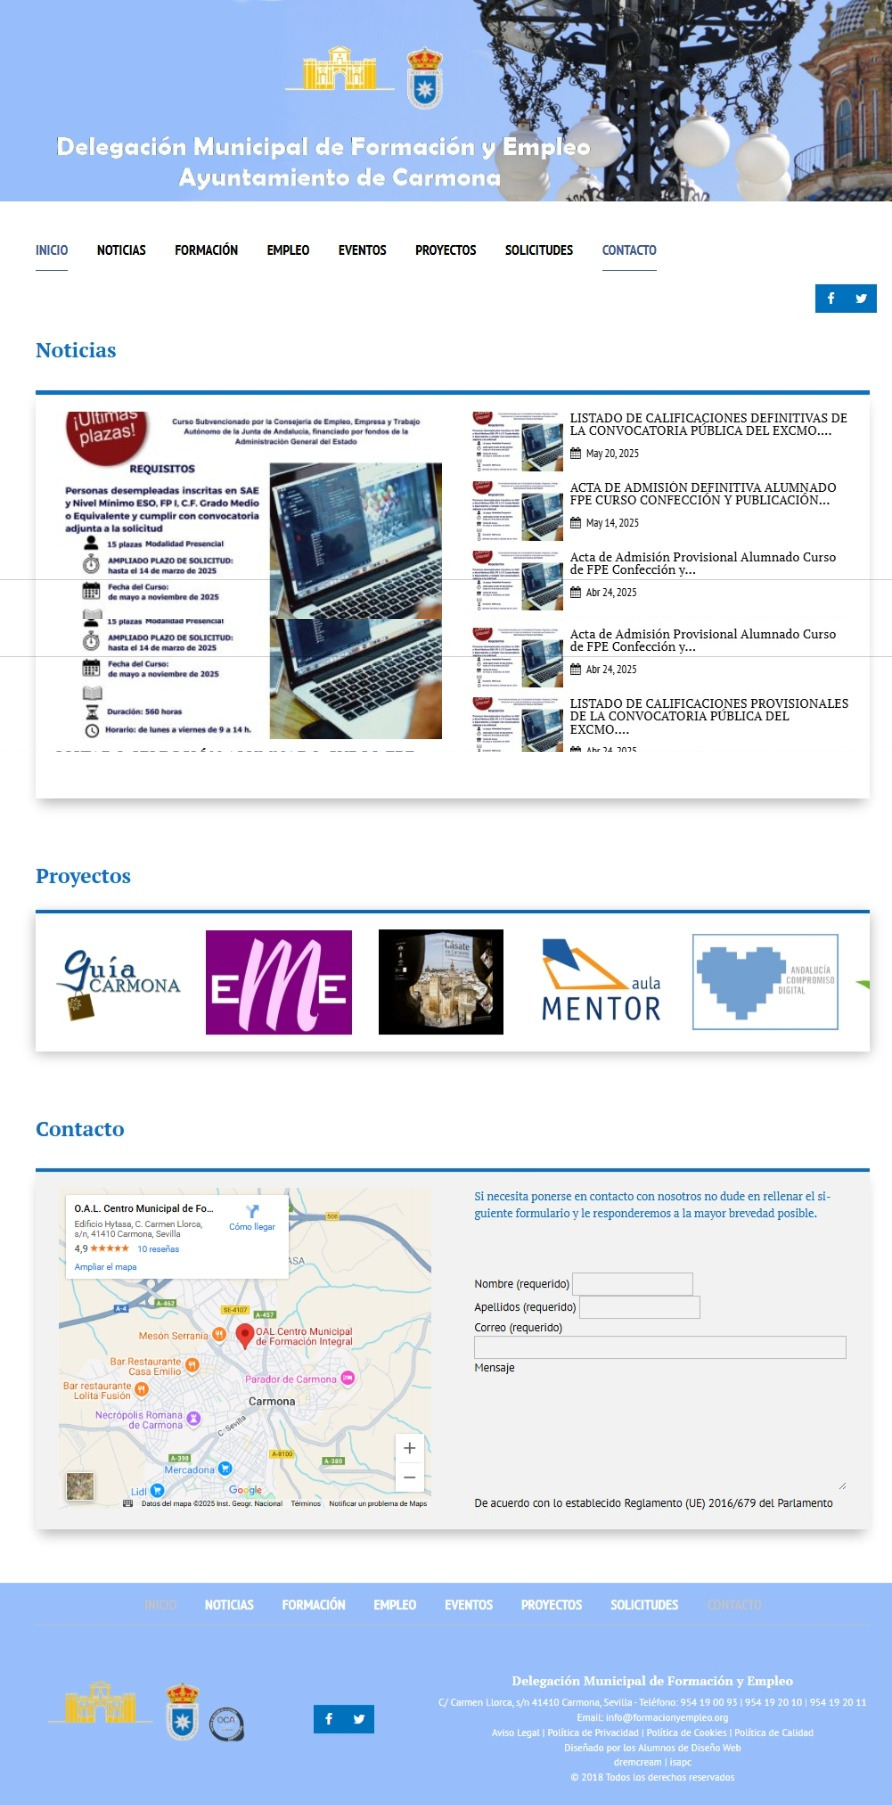 Delegación Municipal de Formación y Empleo
Ayuntamiento de Carmona
INICIO NOTICIAS FORMACIÓN EMPLEO EVENTOS PROYECTOS SOLICITUDES CONTACTO
Noticias
¡Últimas
plazas!
Curso Subvencionado por la Consejería de Empleo, Empresa y Trabajo
Autónomo de la Junta de Andalucía, financiado por fondos de la
Administración General del Estado
REQUISITOS
Personas desempleadas inscritas en SAE
y Nivel Mínimo ESO, FP I, C.F. Grado Medio
o Equivalente y cumplir con convocatoria
adjunta a la solicitud
15 plazas Modalidad Presencial
AMPLIADO PLAZO DE SOLICITUD:
hasta el 14 de marzo de 2025
Fecha del Curso:
de mayo a noviembre de 2025
15 plazas Modalidad Presencial
AMPLIADO PLAZO DE SOLICITUD:
hasta el 14 de marzo de 2025
Fecha del Curso:
de mayo a noviembre de 2025
Duración: 560 horas
Horario: de lunes a viernes de 9 a 14 h.
LISTADO DE CALIFICACIONES DEFINITIVAS DE
LA CONVOCATORIA PÚBLICA DEL EXCMO....
May 20, 2025
ACTA DE ADMISIÓN DEFINITIVA ALUMNADO
FPE CURSO CONFECCIÓN Y PUBLICACIÓN...
May 14, 2025
Acta de Admisión Provisional Alumnado Curso
de FPE Confección y...
Abr 24, 2025
Acta de Admisión Provisional Alumnado Curso
de FPE Confección y...
Abr 24, 2025
LISTADO DE CALIFICACIONES PROVISIONALES
DE LA CONVOCATORIA PÚBLICA DEL
EXCMO....
Abr 24, 2025
Proyectos
guía
CARMONA
EME
Cásate
aula
MENTOR
ANDALUCÍA
COMPROMISO
DIGITAL
Contacto
O.A.L. Centro Municipal de Fo...
Edificio Hytasa, C. Carmen Llorca,
s/n, 41410 Carmona, Sevilla
Cómo llegar
4,9 ★★★★★ 10 reseñas
Ampliar el mapa
508
ASA
A-4
A-457
SE-4107
A-457
Mesón Serranía
OAL Centro Municipal
de Formación Integral
Bar Restaurante
Casa Emilio
Bar restaurante
Lolita Fusión
Parador de Carmona
Carmona
Necrópolis Romana
de Carmona
C. Sevilla
A-398
A-8100
A-380
Mercadona
Lidl
Google
Datos del mapa ©2025 Inst. Geogr. Nacional Términos Notificar un problema de Maps
Si necesita ponerse en contacto con nosotros no dude en rellenar el si-
guiente formulario y le responderemos a la mayor brevedad posible.
Nombre (requerido)
Apellidos (requerido)
Correo (requerido)
Mensaje
De acuerdo con lo establecido Reglamento (UE) 2016/679 del Parlamento
INICIO NOTICIAS FORMACIÓN EMPLEO EVENTOS PROYECTOS SOLICITUDES CONTACTO
OCA
Delegación Municipal de Formación y Empleo
C/ Carmen Llorca, s/n 41410 Carmona, Sevilla - Teléfono: 954 19 00 93 | 954 19 20 10 | 954 19 20 11
Email: info@formacionyempleo.org
Aviso Legal | Política de Privacidad | Política de Cookies | Política de Calidad
Diseñado por los Alumnos de Diseño Web
dremcream | isapc
© 2018 Todos los derechos reservados